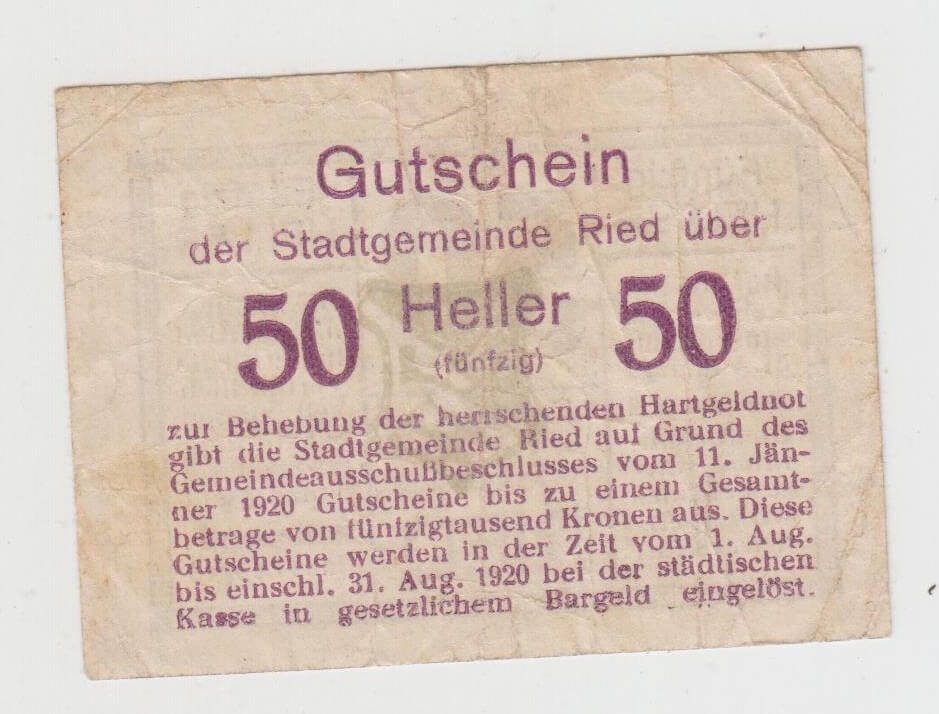 Gutschein
der Stadtgemeinde Ried über
50 Heller 50
(fünfzig)
zur Behebung der herrschenden Hartgeldnot
gibt die Stadtgemeinde Ried auf Grund des
Gemeindeausschußbeschlusses vom 11. Jän-
ner 1920 Gutscheine bis zu einem Gesamt-
betrage von fünfzigtausend Kronen aus. Diese
Gutscheine werden in der Zeit vom 1. Aug.
bis einschl. 31. Aug. 1920 bei der städtischen
Kasse in gesetzlichem Bargeld eingelöst.